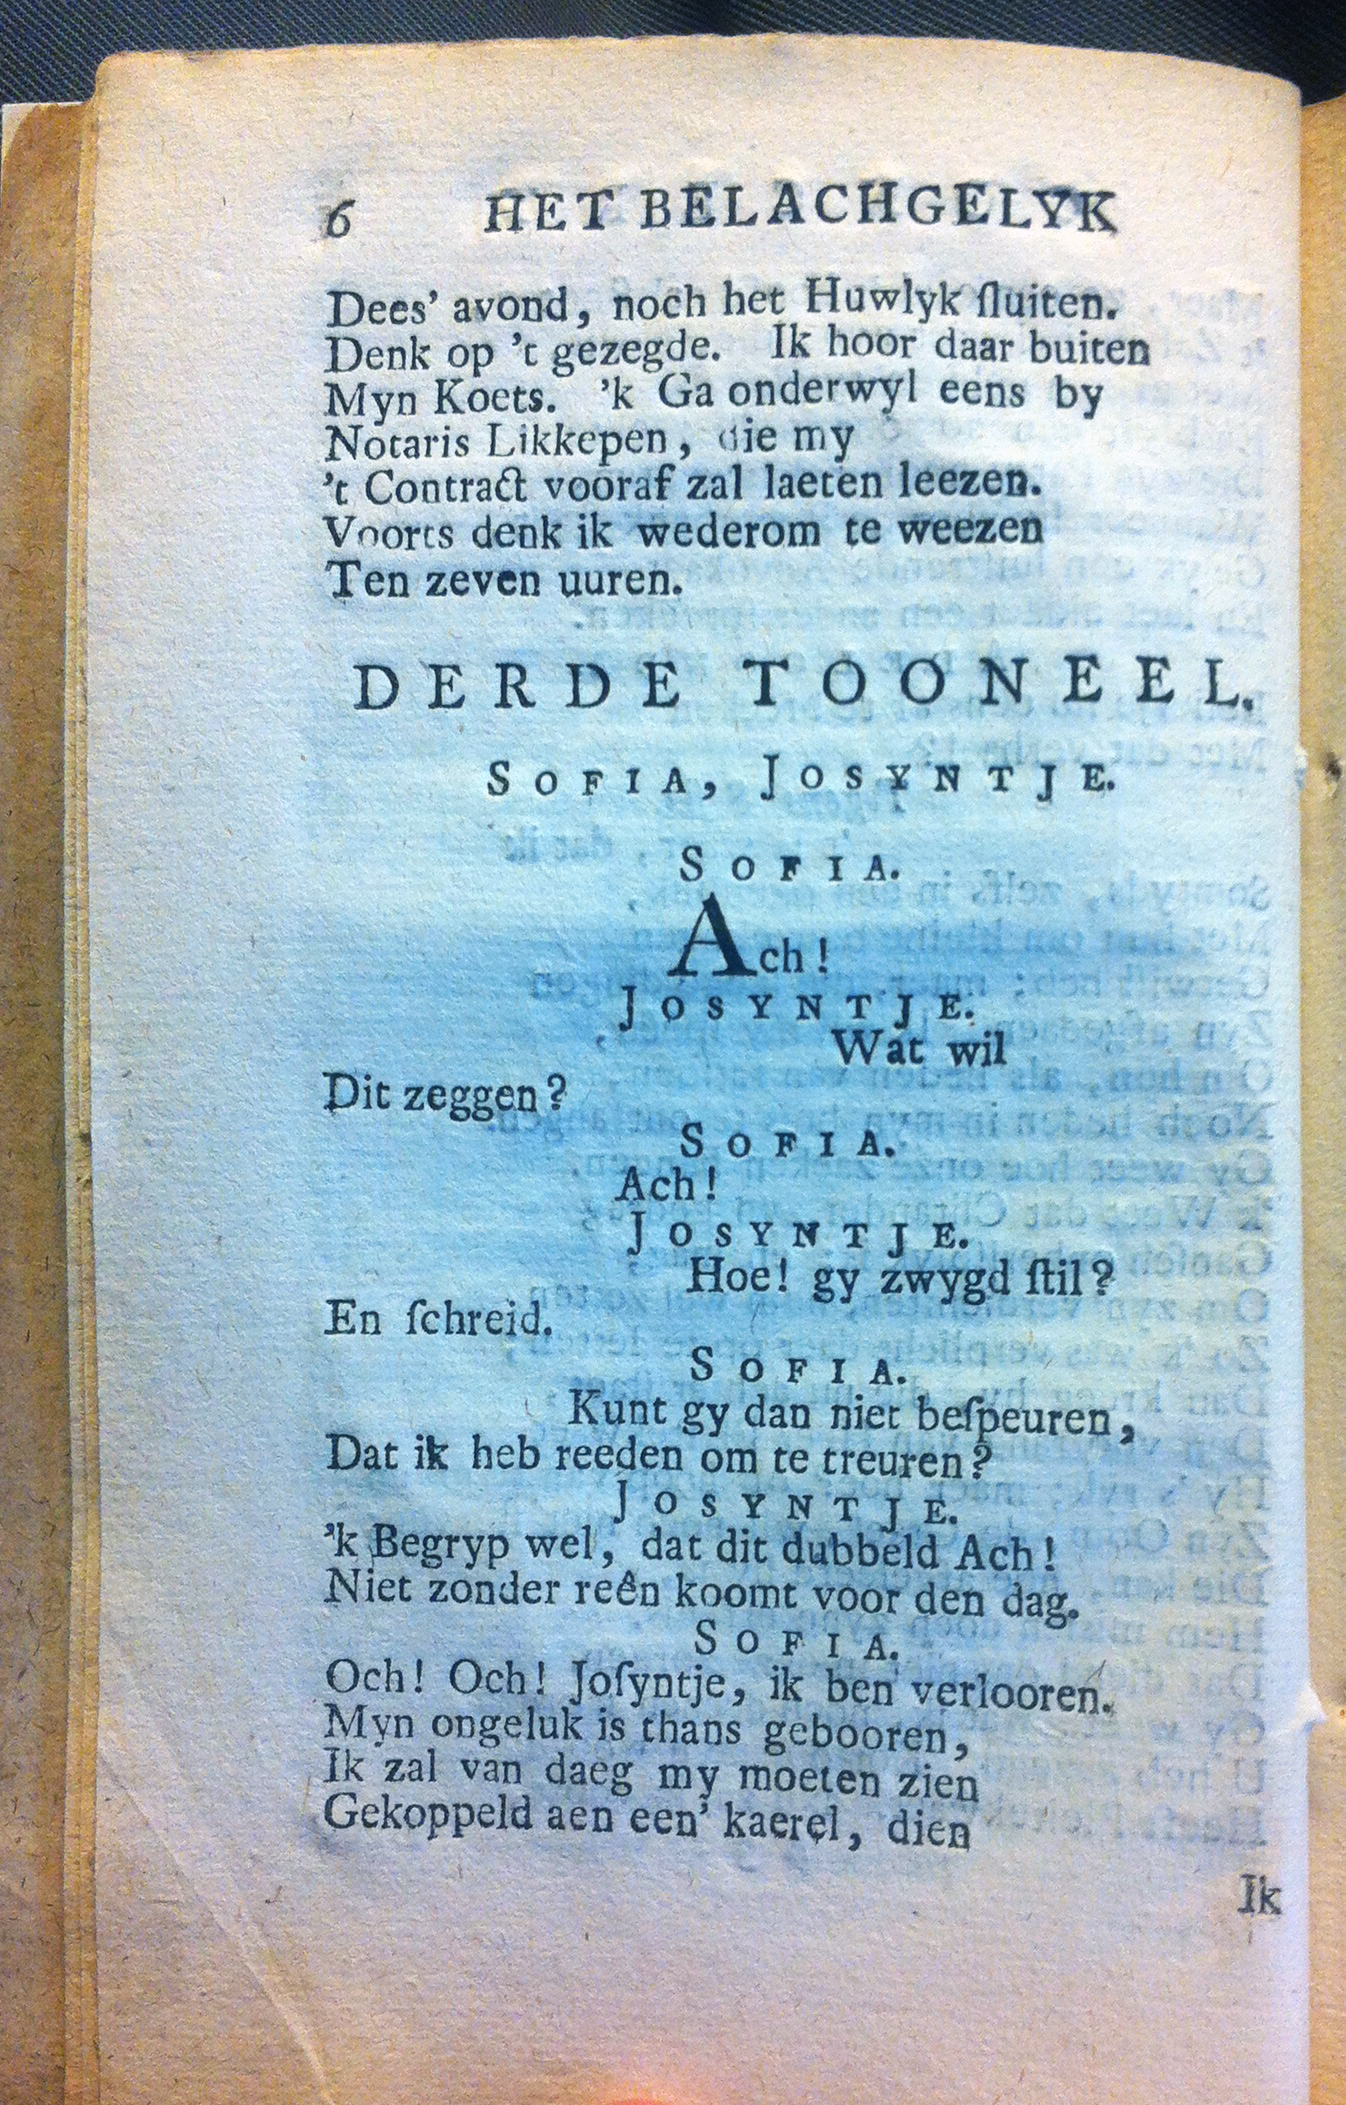 6 HET BELACHGELYK
Dees' avond, noch het Huwlyk ſluiten.
Denk op 't gezegde. Ik hoor daar buiten
Myn Koets. 'k Ga onderwyl eens by
Notaris Likkepen, die my
't Contract vooraf zal laeten leezen.
Voorts denk ik wederom te weezen
Ten zeven uuren.
DERDE TOONEEL.
SOFIA, JOSYNTJE.
SOFIA.
Ach!
JOSYNTJE.
Wat wil
Dit zeggen?
SOFIA.
Ach!
JOSYNTJE.
Hoe! gy zwygd ſtil?
En ſchreid.
SOFIA.
Kunt gy dan niet beſpeuren,
Dat ik heb reeden om te treuren?
JOSYNTJE.
'k Begryp wel, dat dit dubbeld Ach!
Niet zonder reên koomt voor den dag.
SOFIA.
Och! Och! Joſyntje, ik ben verlooren.
Myn ongeluk is thans gebooren,
Ik zal van daeg my moeten zien
Gekoppeld aen een' kaerel, dien
Ik